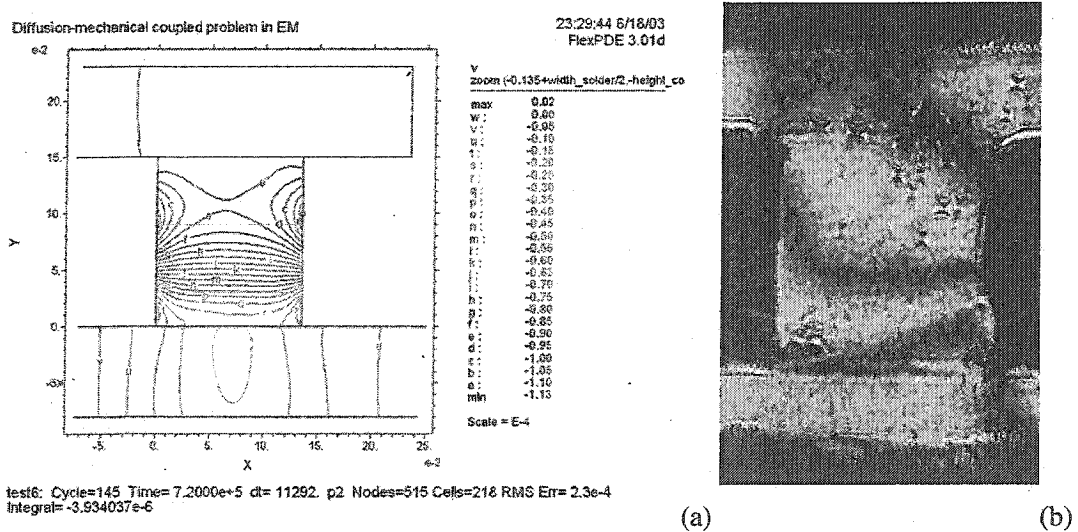 Diffusion-mechanical coupled problem in EM
23:29:44 6/18/03
FlexPDE 3.01d
v
zoom (-0.135+width_solder/2,-height_co
max 0.02
w : 0.00
v : -0.05
u : -0.10
t : -0.15
s : -0.20
r : -0.25
q : -0.30
p : -0.35
o : -0.40
n : -0.45
m : -0.50
l : -0.55
k : -0.60
j : -0.65
i : -0.70
h : -0.75
g : -0.80
f : -0.85
e : -0.90
d : -0.95
c : -1.00
b : -1.05
a : -1.10
min -1.13
Scale = E-4
e-2
20.
15.
10.
5.
0.
-5.
Y
-5. 0. 5. 10. 15. 20. 25.
e-2
X
test6: Cycle=145 Time= 7.2000e+5 dt= 11292. p2 Nodes=515 Cells=218 RMS Err= 2.3e-4
Integral= -3.934037e-6
(a)
(b)